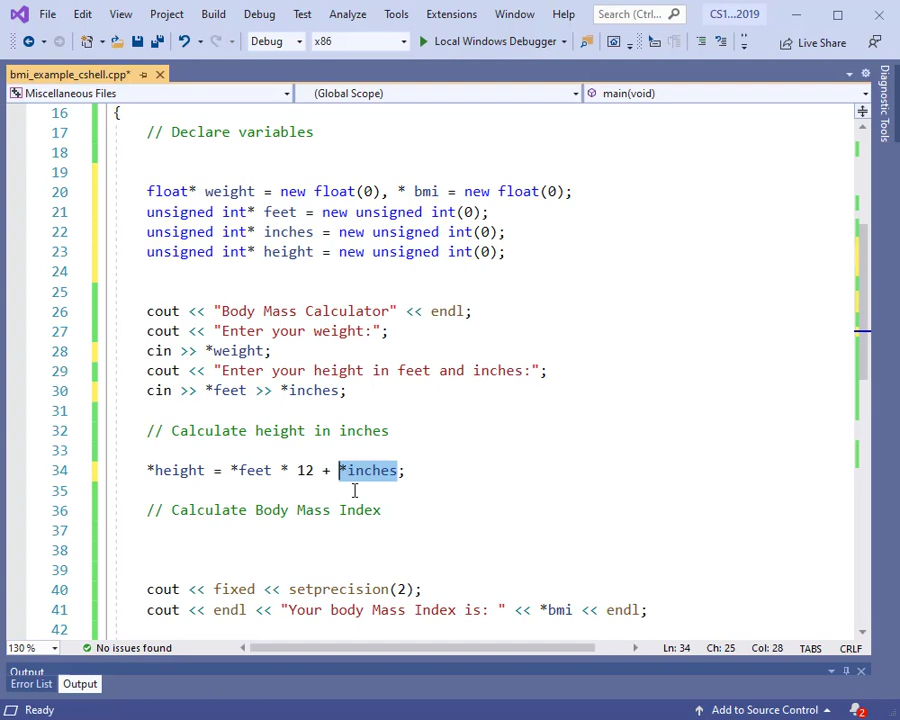 File Edit View Project Build Debug Test Analyze Tools Extensions Window Help Search (Ctrl... CS1...2019
Debug x86 Local Windows Debugger Live Share
bmi_example_cshell.cpp*
Miscellaneous Files (Global Scope) main(void)
Diagnostic Tools
16 {
17 // Declare variables
18
19
20 float* weight = new float(0), * bmi = new float(0);
21 unsigned int* feet = new unsigned int(0);
22 unsigned int* inches = new unsigned int(0);
23 unsigned int* height = new unsigned int(0);
24
25
26 cout << "Body Mass Calculator" << endl;
27 cout << "Enter your weight:";
28 cin >> *weight;
29 cout << "Enter your height in feet and inches:";
30 cin >> *feet >> *inches;
31
32 // Calculate height in inches
33
34 *height = *feet * 12 + *inches;
35
36 // Calculate Body Mass Index
37
38
39
40 cout << fixed << setprecision(2);
41 cout << endl << "Your body Mass Index is: " << *bmi << endl;
42
130 % No issues found Ln: 34 Ch: 25 Col: 28 TABS CRLF
Output
Error List Output
Ready Add to Source Control 2